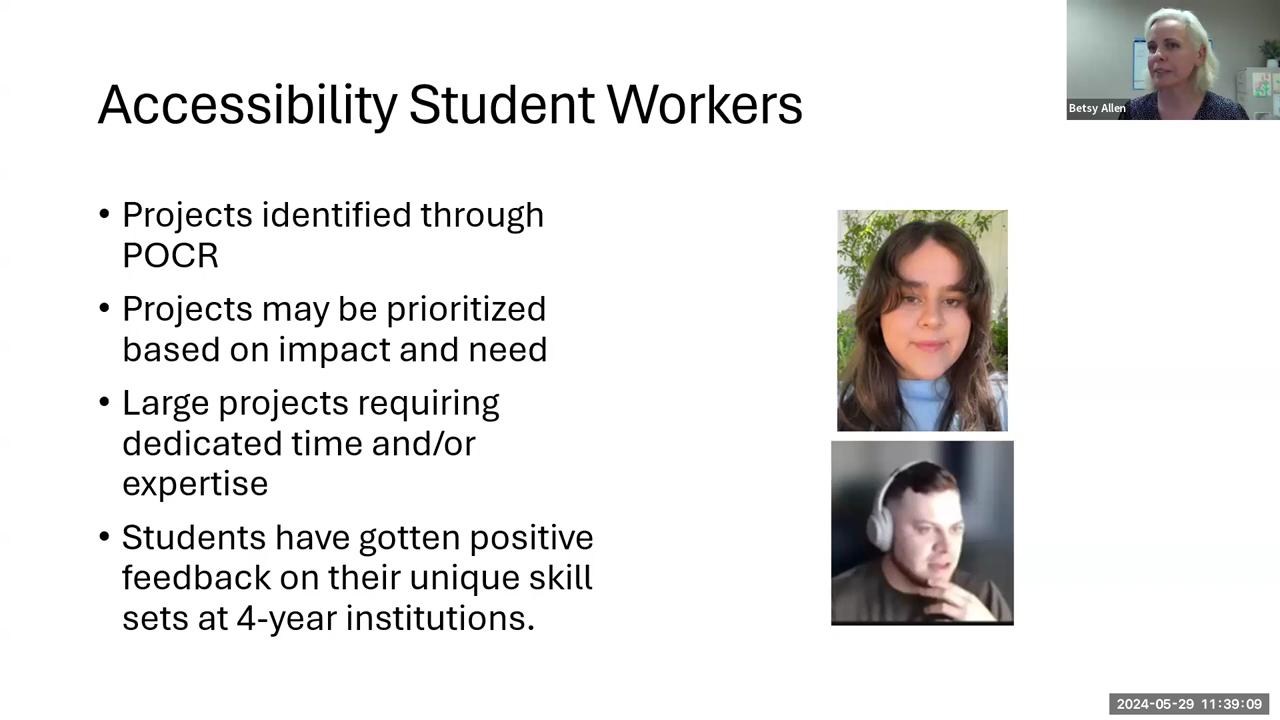 Accessibility Student Workers
Betsy Allen
• Projects identified through
POCR
• Projects may be prioritized
based on impact and need
• Large projects requiring
dedicated time and/or
expertise
• Students have gotten positive
feedback on their unique skill
sets at 4-year institutions.
2024-05-29 11:39:09